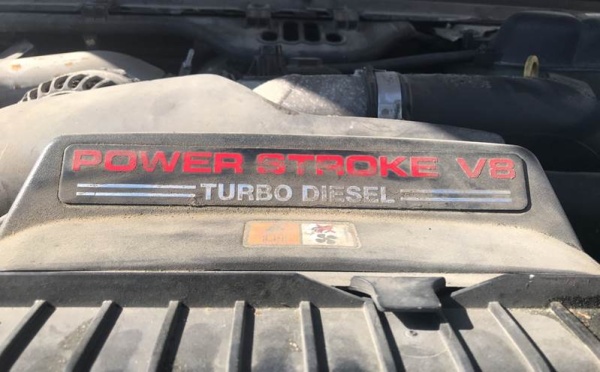 POWER STROKE V8
TURBO DIESEL